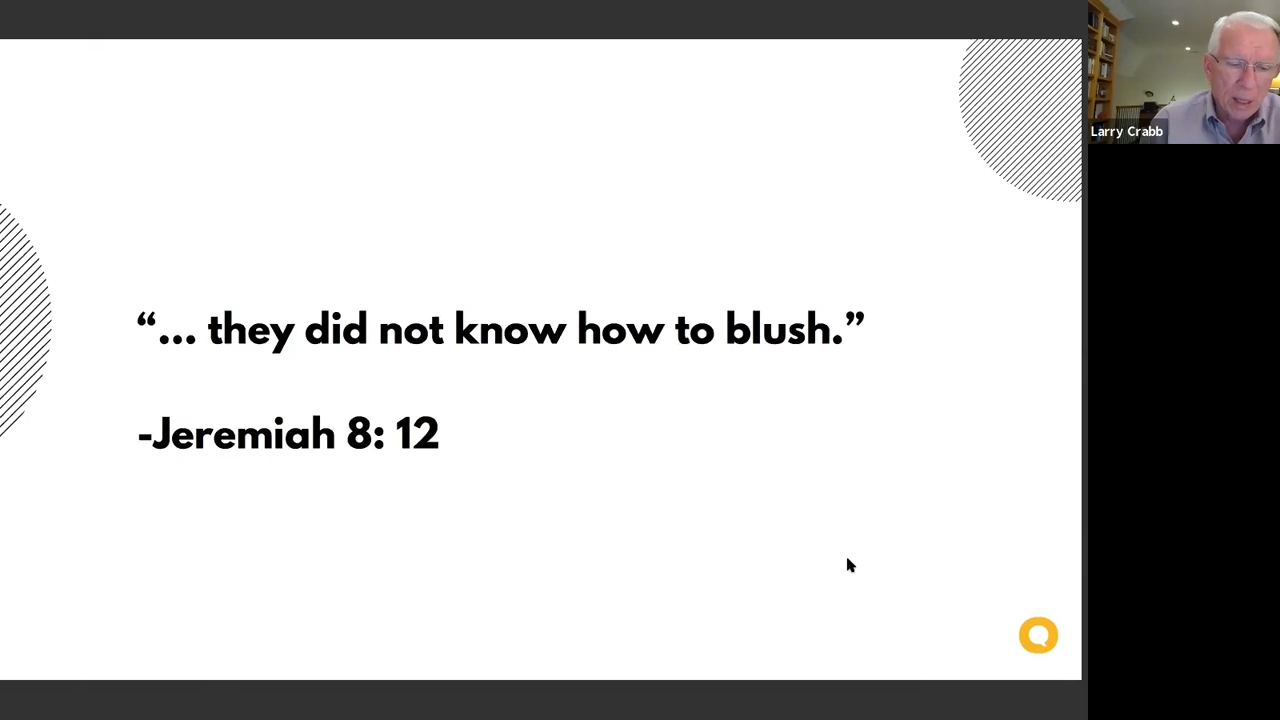 “... they did not know how to blush.”
-Jeremiah 8: 12
Larry Crabb